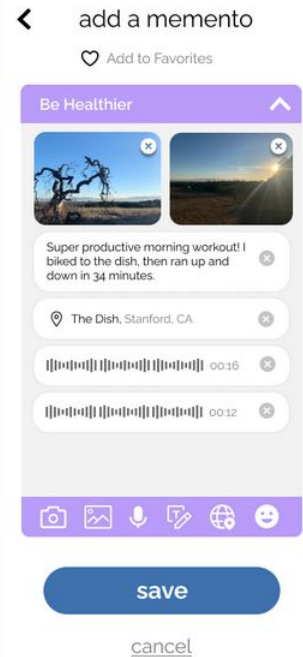 add a memento
Add to Favorites
Be Healthier
Super productive morning workout! I
biked to the dish, then ran up and
down in 34 minutes.
The Dish, Stanford, CA
00:16
00:12
T
save
cancel